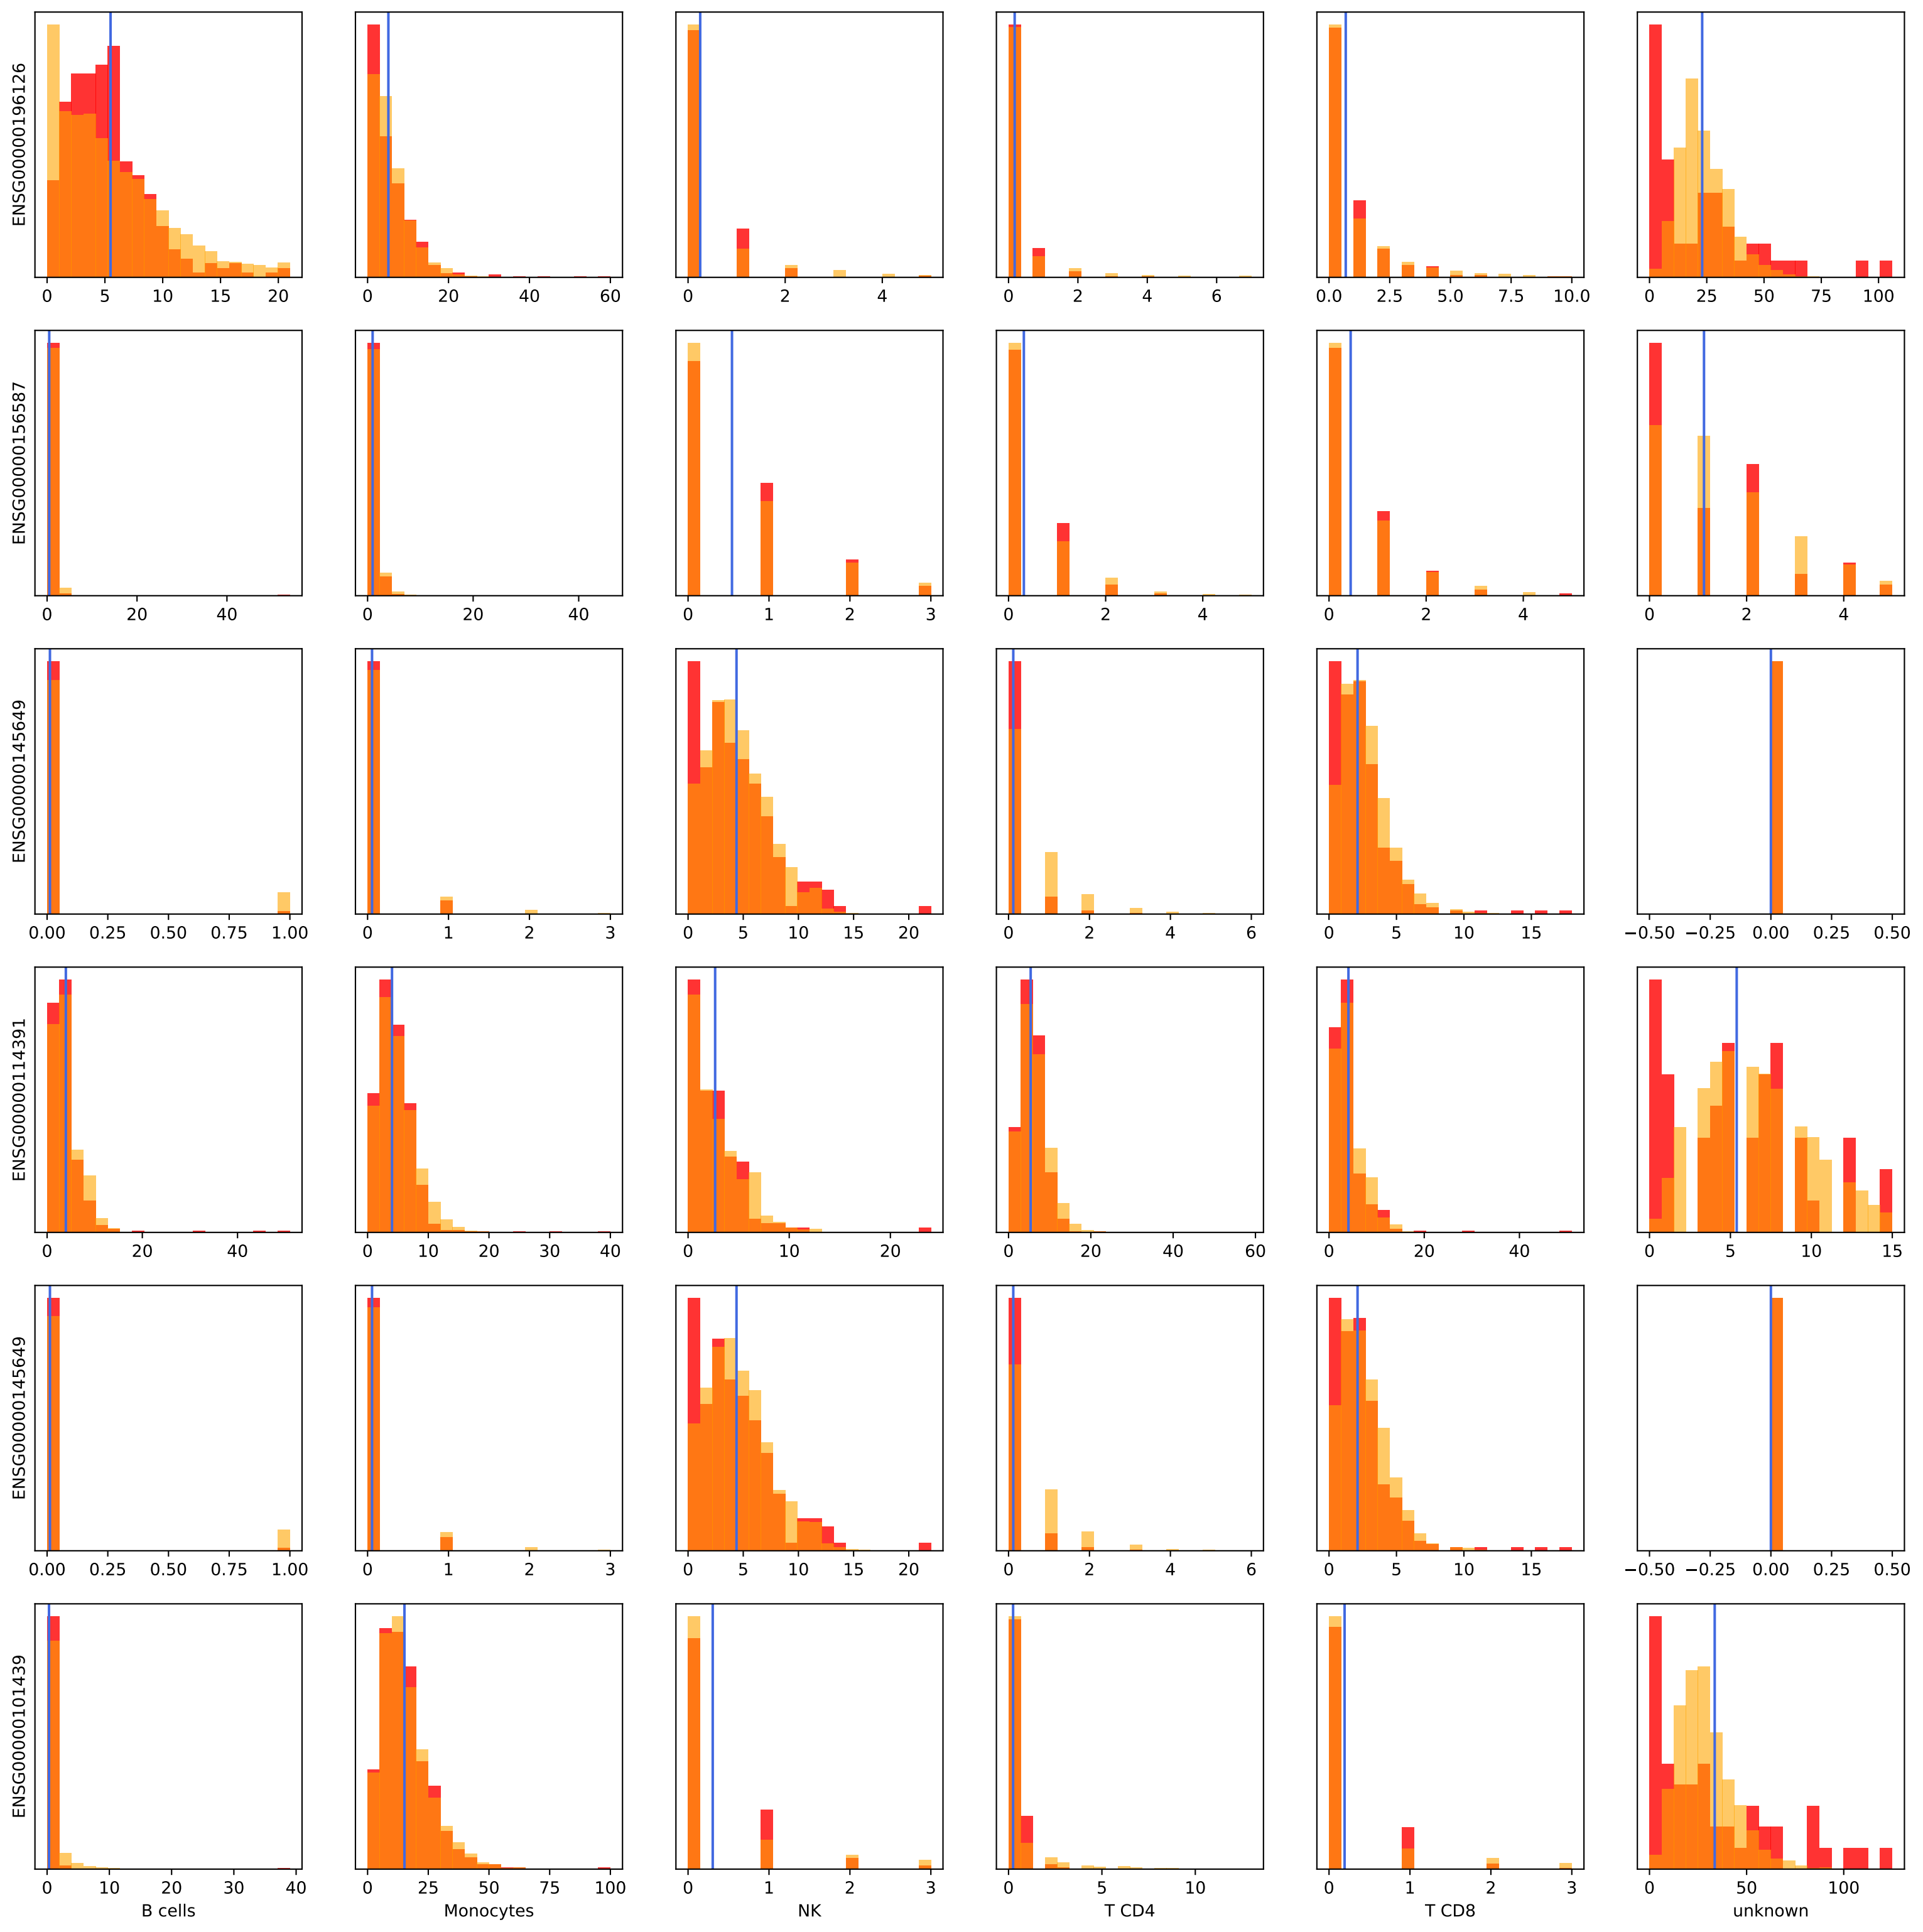 ENSG00000196126
0 5 10 15 20
0 20 40 60
0 2 4
0 2 4 6
0.0 2.5 5.0 7.5 10.0
0 25 50 75 100
ENSG00000156587
0 20 40
0 20 40
0 1 2 3
0 2 4
0 2 4
0 2 4
ENSG00000145649
0.00 0.25 0.50 0.75 1.00
0 1 2 3
0 5 10 15 20
0 2 4 6
0 5 10 15
−0.50 −0.25 0.00 0.25 0.50
ENSG00000114391
0 20 40
0 10 20 30 40
0 10 20
0 20 40 60
0 20 40
0 5 10 15
ENSG00000145649
0.00 0.25 0.50 0.75 1.00
0 1 2 3
0 5 10 15 20
0 2 4 6
0 5 10 15
−0.50 −0.25 0.00 0.25 0.50
ENSG00000101439
0 10 20 30 40
0 25 50 75 100
0 1 2 3
0 5 10
0 1 2 3
0 50 100
B cells
Monocytes
NK
T CD4
T CD8
unknown